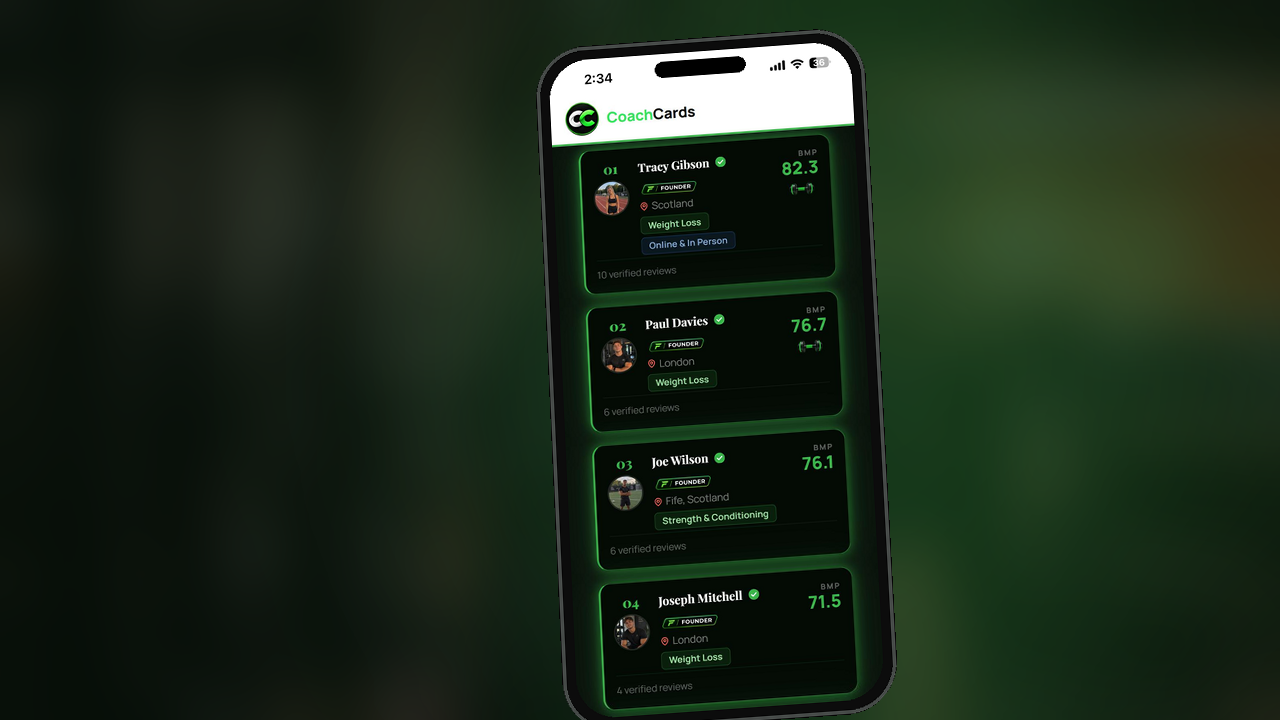 2:34
36
CC
CoachCards
01
Tracy Gibson
BMP
82.3
FOUNDER
Scotland
Weight Loss
Online & In Person
10 verified reviews
02
Paul Davies
BMP
76.7
FOUNDER
London
Weight Loss
6 verified reviews
03
Joe Wilson
BMP
76.1
FOUNDER
Fife, Scotland
Strength & Conditioning
6 verified reviews
04
Joseph Mitchell
BMP
71.5
FOUNDER
London
Weight Loss
4 verified reviews